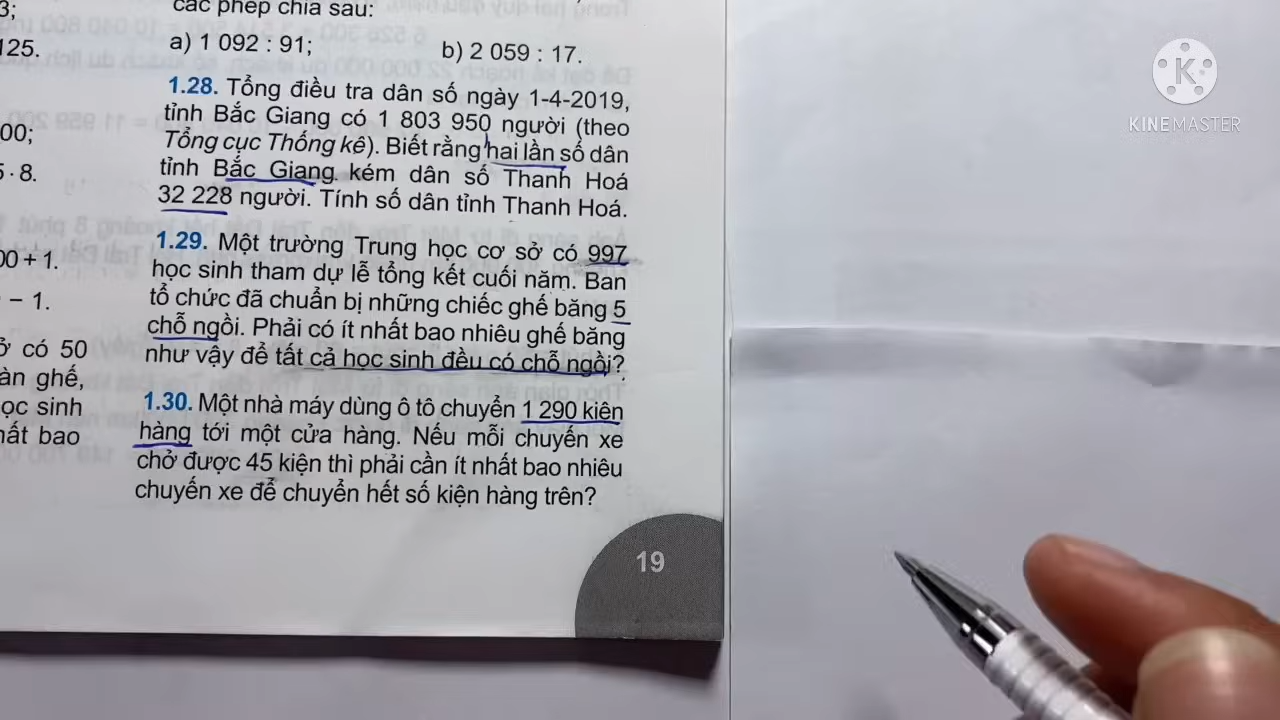 3;
125.
00;
5 · 8.
00 + 1.
– 1.
ở có 50
àn ghế,
ọc sinh
hất bao
các phép chia sau:
a) 1 092 : 91;
b) 2 059 : 17.
1.28. Tổng điều tra dân số ngày 1-4-2019,
tỉnh Bắc Giang có 1 803 950 người (theo
Tổng cục Thống kê). Biết rằng hai lần số dân
tỉnh Bắc Giang kém dân số Thanh Hoá
32 228 người. Tính số dân tỉnh Thanh Hoá.
1.29. Một trường Trung học cơ sở có 997
học sinh tham dự lễ tổng kết cuối năm. Ban
tổ chức đã chuẩn bị những chiếc ghế băng 5
chỗ ngồi. Phải có ít nhất bao nhiêu ghế băng
như vậy để tất cả học sinh đều có chỗ ngồi?
1.30. Một nhà máy dùng ô tô chuyển 1 290 kiện
hàng tới một cửa hàng. Nếu mỗi chuyến xe
chở được 45 kiện thì phải cần ít nhất bao nhiêu
chuyến xe để chuyển hết số kiện hàng trên?
19
K
KINEMASTER